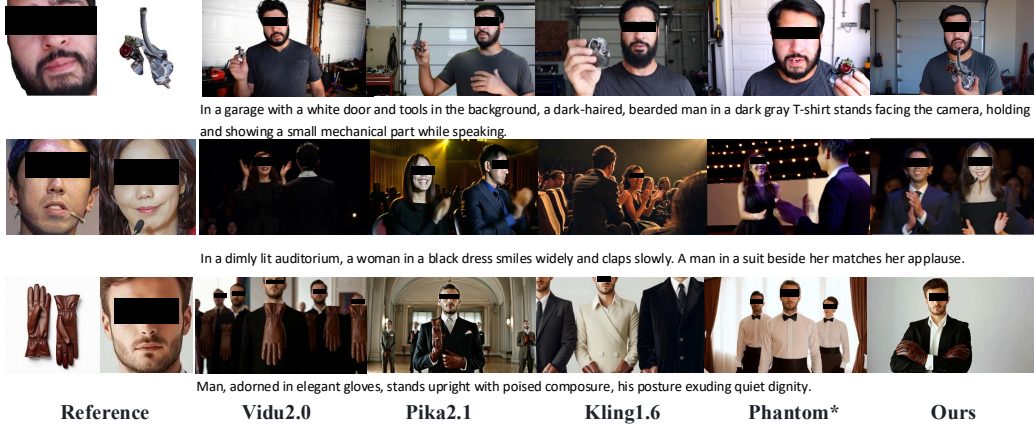 In a garage with a white door and tools in the background, a dark-haired, bearded man in a dark gray T-shirt stands facing the camera, holding
and showing a small mechanical part while speaking.
In a dimly lit auditorium, a woman in a black dress smiles widely and claps slowly. A man in a suit beside her matches her applause.
Man, adorned in elegant gloves, stands upright with poised composure, his posture exuding quiet dignity.
Reference Vidu2.0 Pika2.1 Kling1.6 Phantom* Ours